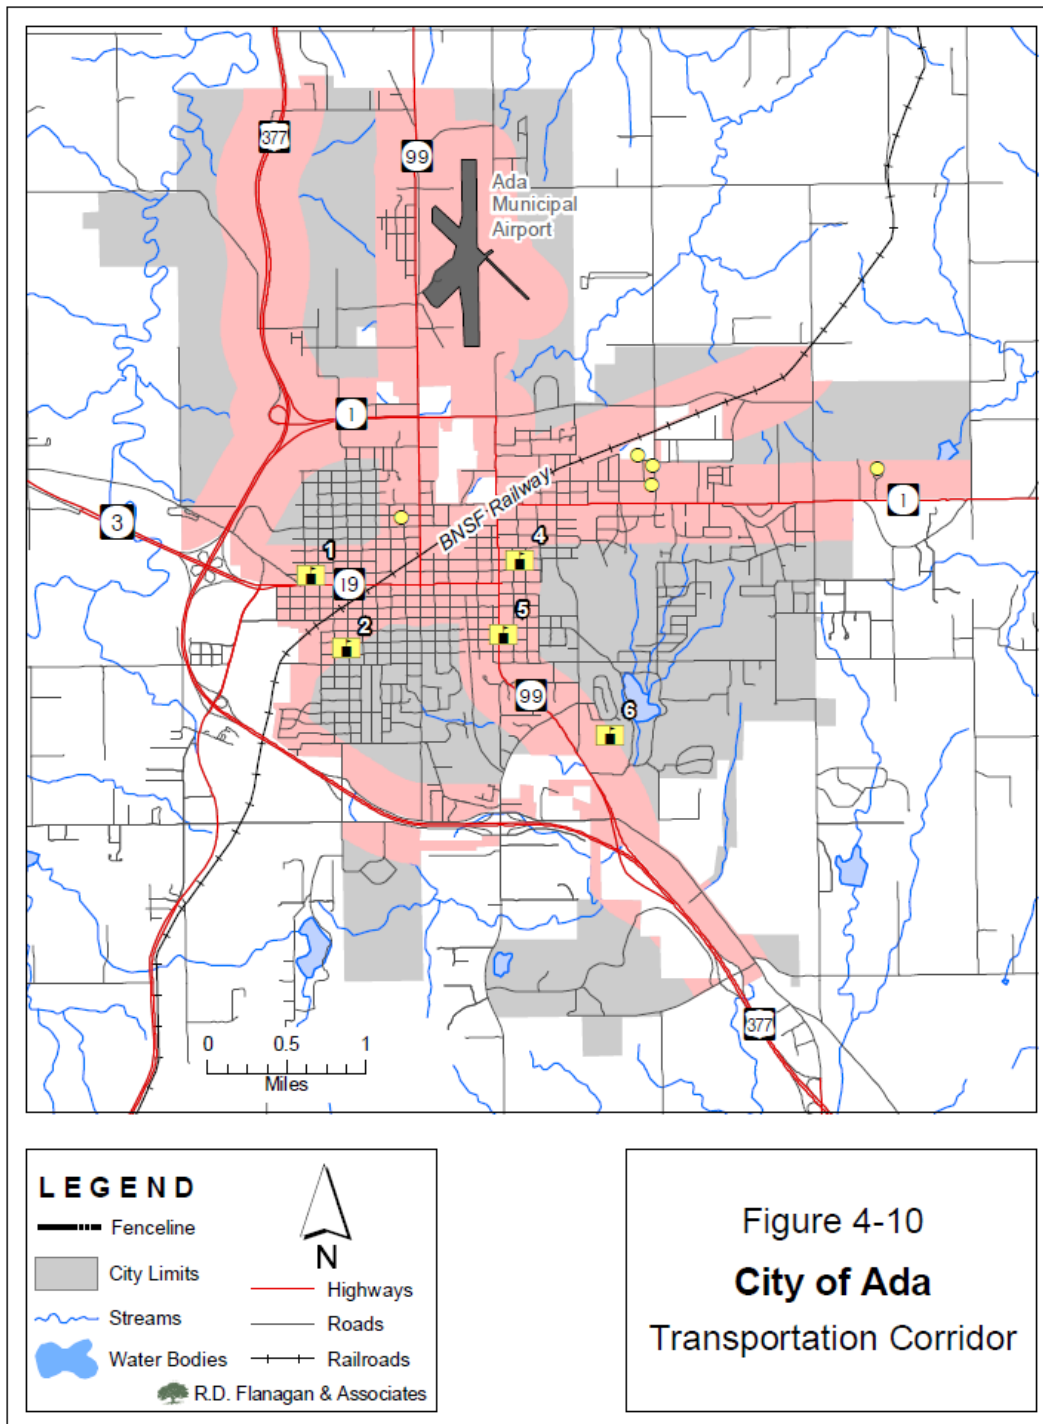 377
99
Ada
Municipal
Airport
1
3
BNSF Railway
1
1
4
19
5
2
99
6
377
0 0.5 1
Miles
LEGEND
Fenceline
City Limits
Streams
Water Bodies
N
Highways
Roads
Railroads
R.D. Flanagan & Associates
Figure 4-10
City of Ada
Transportation Corridor